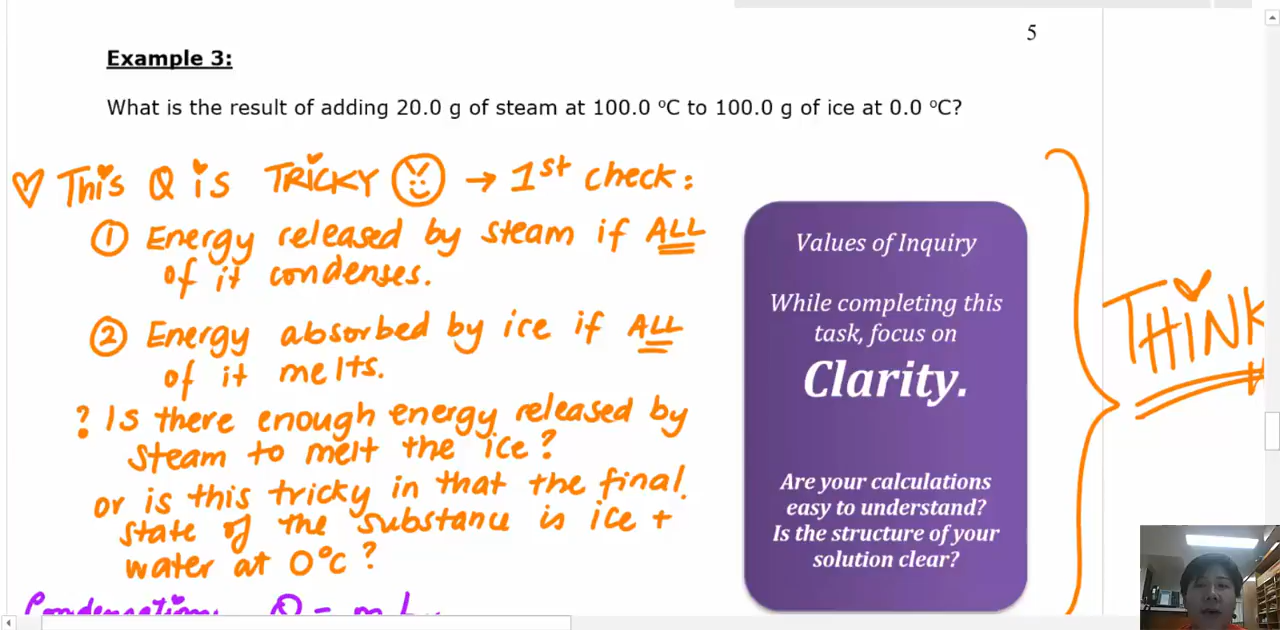 5
Example 3:
What is the result of adding 20.0 g of steam at 100.0 °C to 100.0 g of ice at 0.0 °C?
♡ This Q is TRICKY → 1st check:
① Energy released by steam if ALL
of it condenses.
② Energy absorbed by ice if ALL
of it melts.
? Is there enough energy released by
steam to melt the ice?
or is this tricky in that the final
state of the substance is ice +
water at 0°C?
Values of Inquiry
While completing this
task, focus on
Clarity.
Are your calculations
easy to understand?
Is the structure of your
solution clear?
THINK